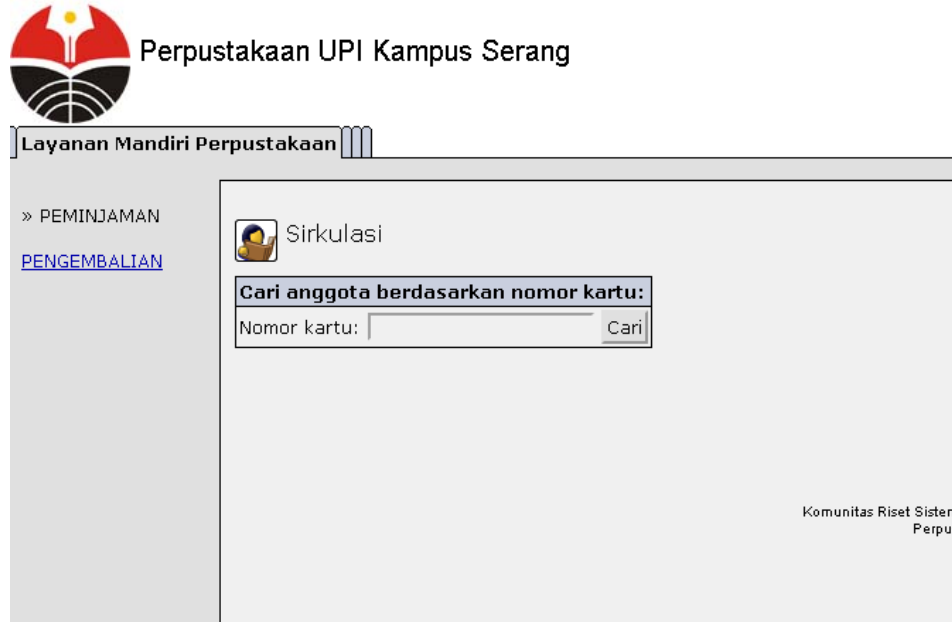 Perpustakaan UPI Kampus Serang
Layanan Mandiri Perpustakaan
» PEMINJAMAN
PENGEMBALIAN
Sirkulasi
Cari anggota berdasarkan nomor kartu:
Nomor kartu: Cari
Komunitas Riset Sister
Perpu